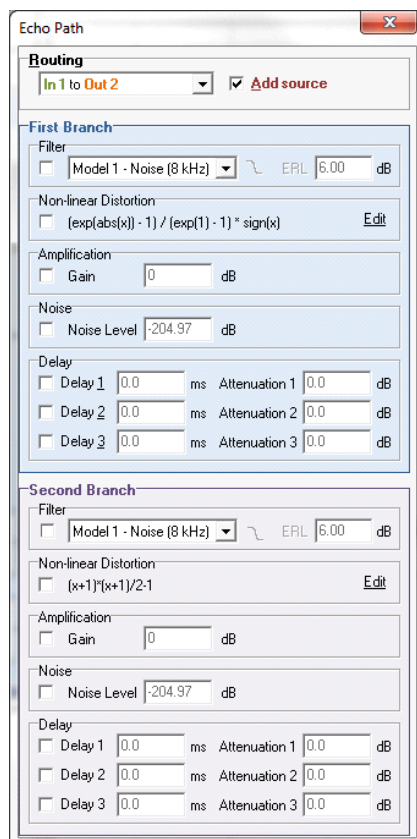 Echo Path
Routing
In 1 to Out 2 Add source
First Branch
Filter
Model 1 - Noise (8 kHz) ERL 6.00 dB
Non-linear Distortion
(exp(abs(x)) - 1) / (exp(1) - 1) * sign(x) Edit
Amplification
Gain 0 dB
Noise
Noise Level -204.97 dB
Delay
Delay 1 0.0 ms Attenuation 1 0.0 dB
Delay 2 0.0 ms Attenuation 2 0.0 dB
Delay 3 0.0 ms Attenuation 3 0.0 dB
Second Branch
Filter
Model 1 - Noise (8 kHz) ERL 6.00 dB
Non-linear Distortion
(x+1)*(x+1)/2-1 Edit
Amplification
Gain 0 dB
Noise
Noise Level -204.97 dB
Delay
Delay 1 0.0 ms Attenuation 1 0.0 dB
Delay 2 0.0 ms Attenuation 2 0.0 dB
Delay 3 0.0 ms Attenuation 3 0.0 dB